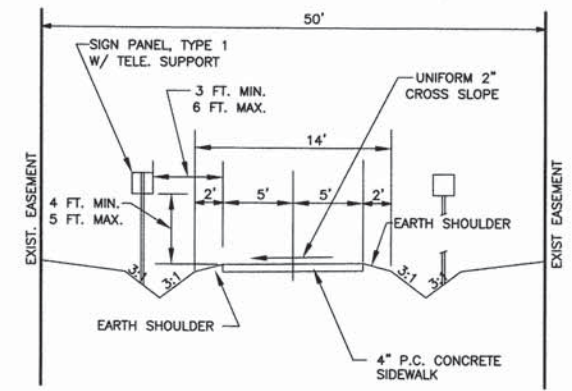 50'
SIGN PANEL, TYPE 1
W/ TELE. SUPPORT
UNIFORM 2"
CROSS SLOPE
3 FT. MIN.
6 FT. MAX.
14'
4 FT. MIN.
5 FT. MAX.
2'
5'
5'
2'
EXIST. EASEMENT
EXIST. EASEMENT
EARTH SHOULDER
3:1
3:1
3:1
3:1
EARTH SHOULDER
4" P.C. CONCRETE
SIDEWALK